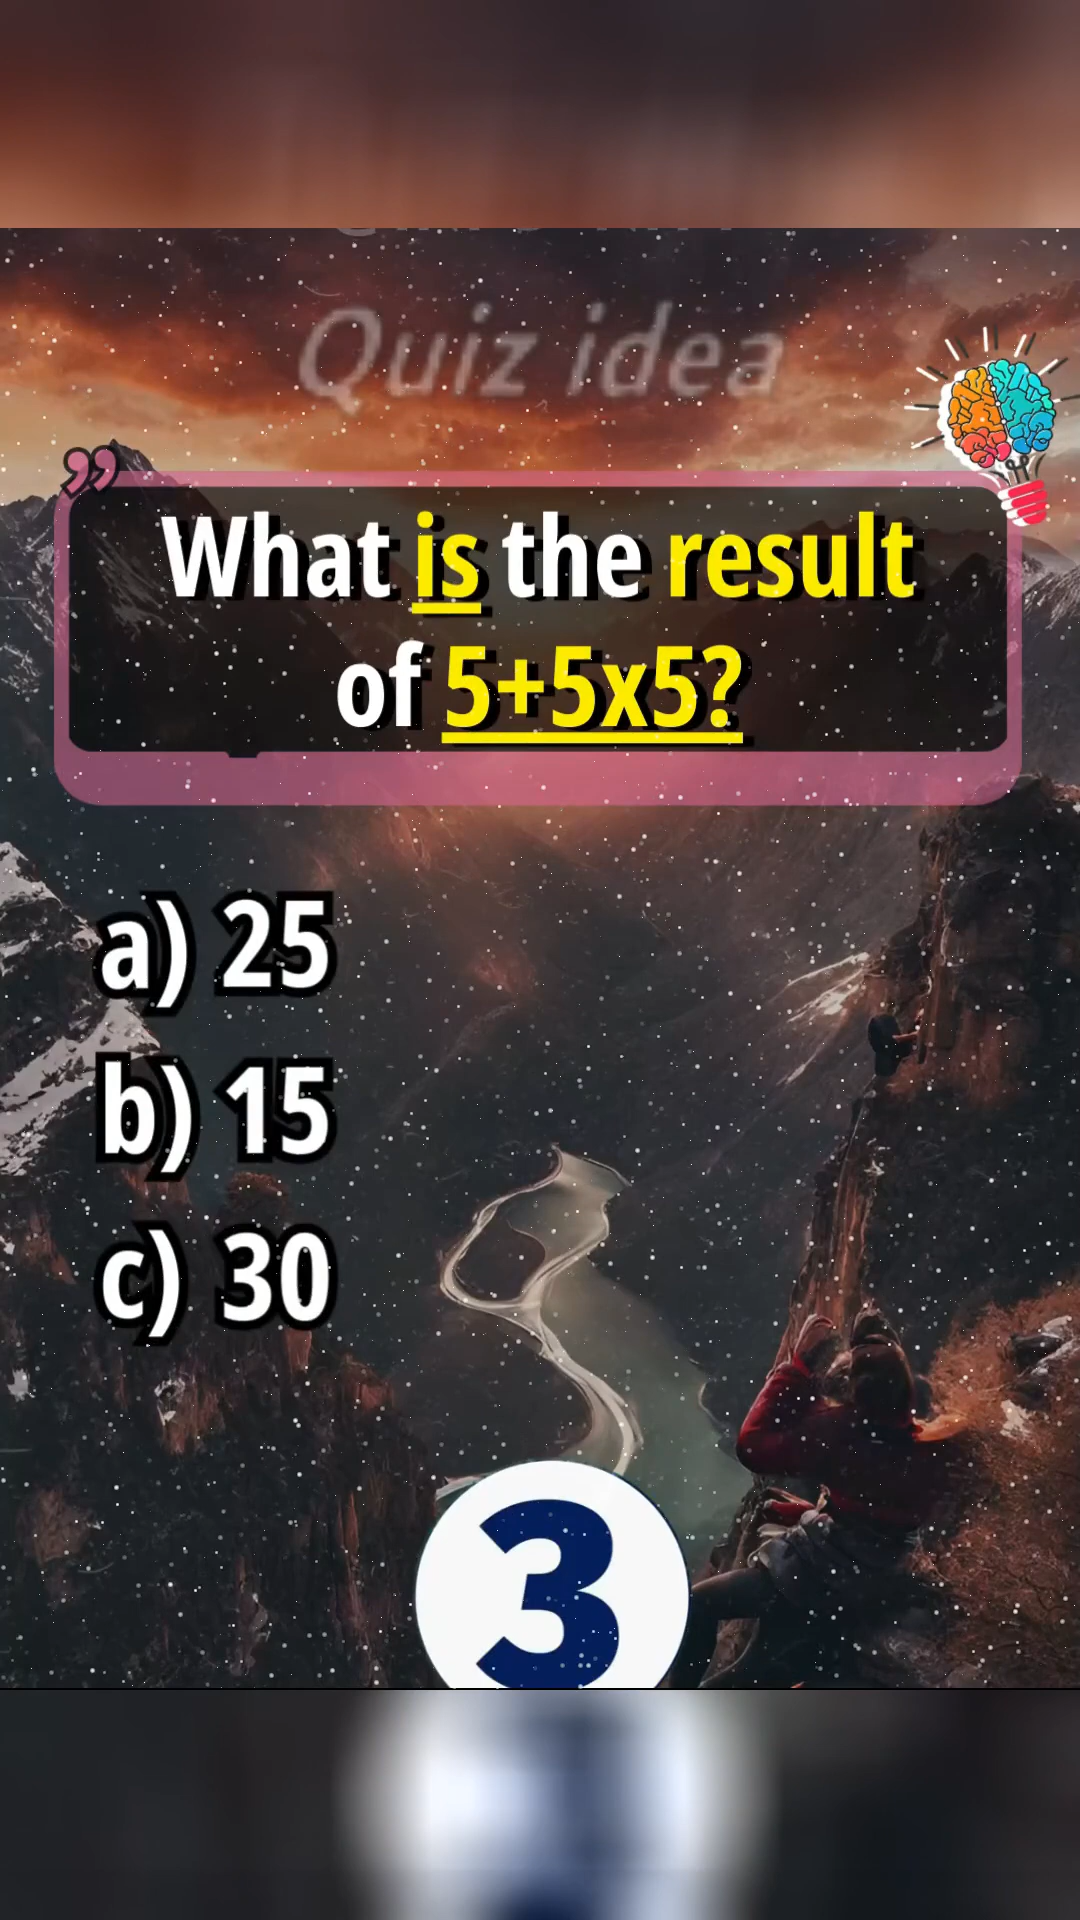 Quiz idea
What is the result
of 5+5x5?
a) 25
b) 15
c) 30
3